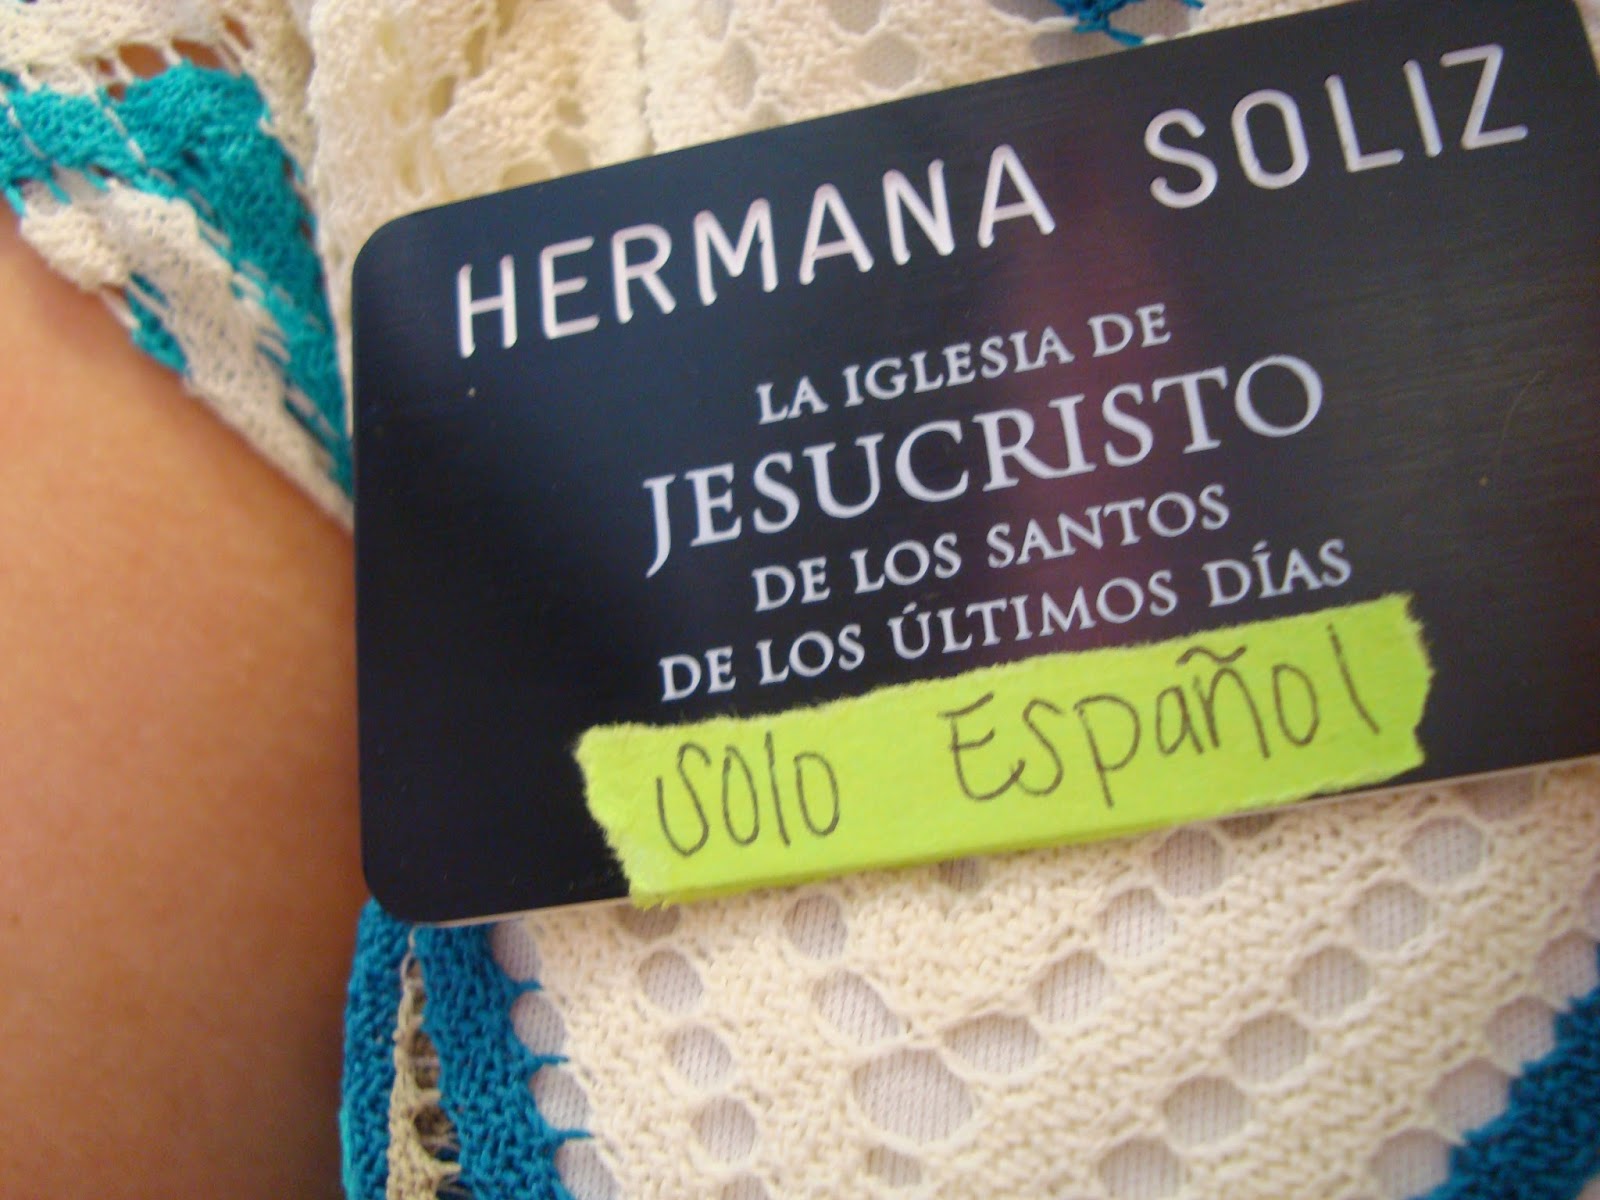 HERMANA SOLIZ
LA IGLESIA DE
JESUCRISTO
DE LOS SANTOS
DE LOS ÚLTIMOS DÍAS
solo Español